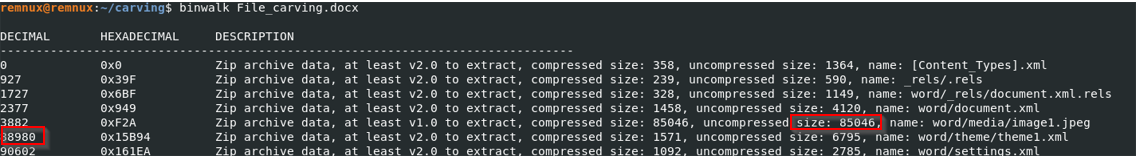 remnux@remnux:~/carving$ binwalk File_carving.docx
DECIMAL HEXADECIMAL DESCRIPTION
--------------------------------------------------------------------------------
0 0x0 Zip archive data, at least v2.0 to extract, compressed size: 358, uncompressed size: 1364, name: [Content_Types].xml
927 0x39F Zip archive data, at least v2.0 to extract, compressed size: 239, uncompressed size: 590, name: _rels/.rels
1727 0x6BF Zip archive data, at least v2.0 to extract, compressed size: 328, uncompressed size: 1149, name: word/_rels/document.xml.rels
2377 0x949 Zip archive data, at least v2.0 to extract, compressed size: 1458, uncompressed size: 4120, name: word/document.xml
3882 0xF2A Zip archive data, at least v1.0 to extract, compressed size: 85046, uncompressed size: 85046, name: word/media/image1.jpeg
88980 0x15B94 Zip archive data, at least v2.0 to extract, compressed size: 1571, uncompressed size: 6795, name: word/theme/theme1.xml
90602 0x161EA Zip archive data, at least v2.0 to extract, compressed size: 1092, uncompressed size: 2785, name: word/settings.xml